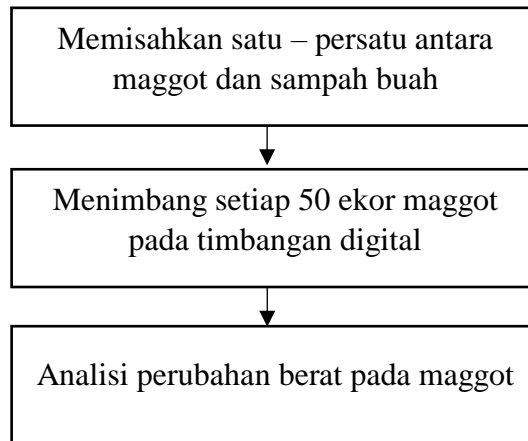 Memisahkan satu – persatu antara
maggot dan sampah buah
Menimbang setiap 50 ekor maggot
pada timbangan digital
Analisi perubahan berat pada maggot